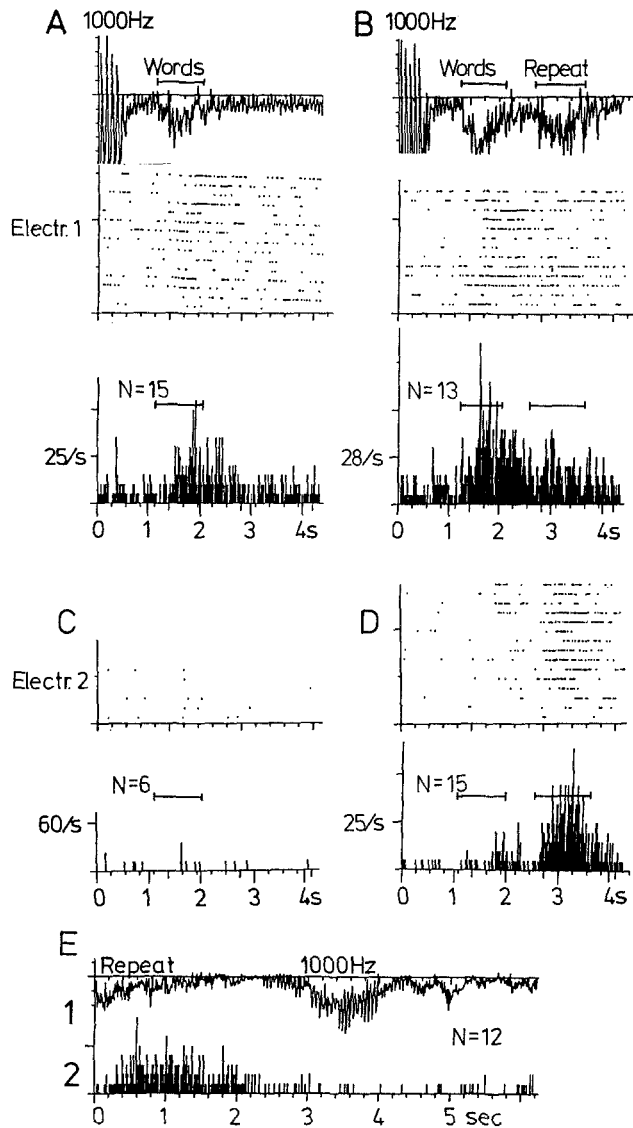 A 1000Hz
Words
Electr. 1
N=15
25/s
0 1 2 3 4s
B 1000Hz
Words Repeat
N=13
28/s
0 1 2 3 4s
C
Electr. 2
N=6
60/s
0 1 2 3 4s
D
N=15
25/s
0 1 2 3 4s
E
Repeat 1000Hz
1
N=12
2
0 1 2 3 4 5 sec